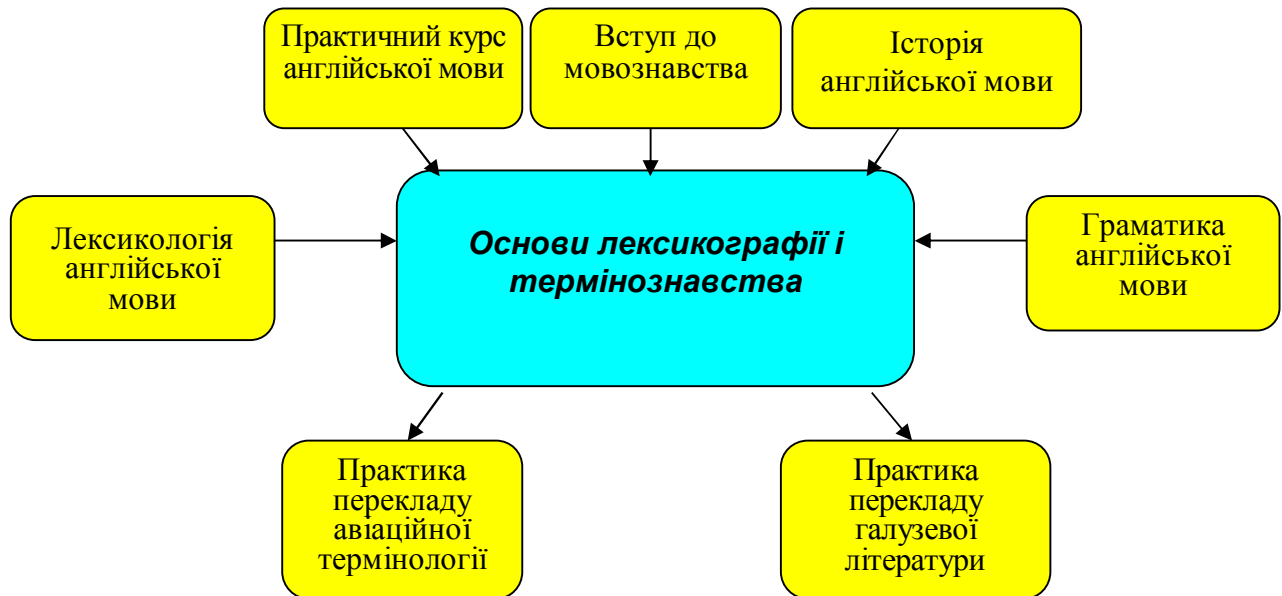 Практичний курс
англійської мови
Вступ до
мовознавства
Історія
англійської мови
Лексикологія
англійської
мови
Основи лексикографії і
термінознавства
Граматика
англійської
мови
Практика
перекладу
авіаційної
термінології
Практика
перекладу
галузевої
літератури